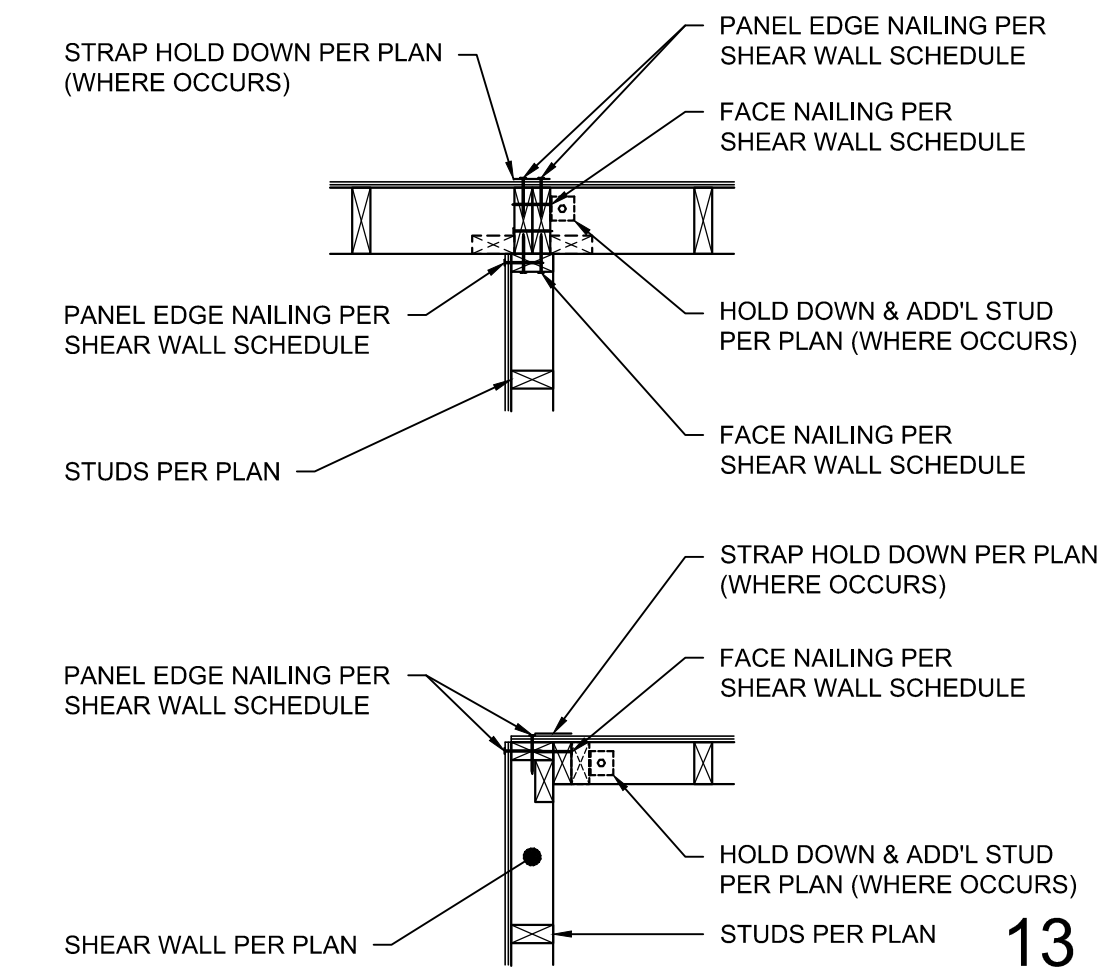 STRAP HOLD DOWN PER PLAN
(WHERE OCCURS)
PANEL EDGE NAILING PER
SHEAR WALL SCHEDULE
FACE NAILING PER
SHEAR WALL SCHEDULE
PANEL EDGE NAILING PER
SHEAR WALL SCHEDULE
HOLD DOWN & ADD'L STUD
PER PLAN (WHERE OCCURS)
STUDS PER PLAN
FACE NAILING PER
SHEAR WALL SCHEDULE
STRAP HOLD DOWN PER PLAN
(WHERE OCCURS)
PANEL EDGE NAILING PER
SHEAR WALL SCHEDULE
FACE NAILING PER
SHEAR WALL SCHEDULE
HOLD DOWN & ADD'L STUD
PER PLAN (WHERE OCCURS)
SHEAR WALL PER PLAN
STUDS PER PLAN
13